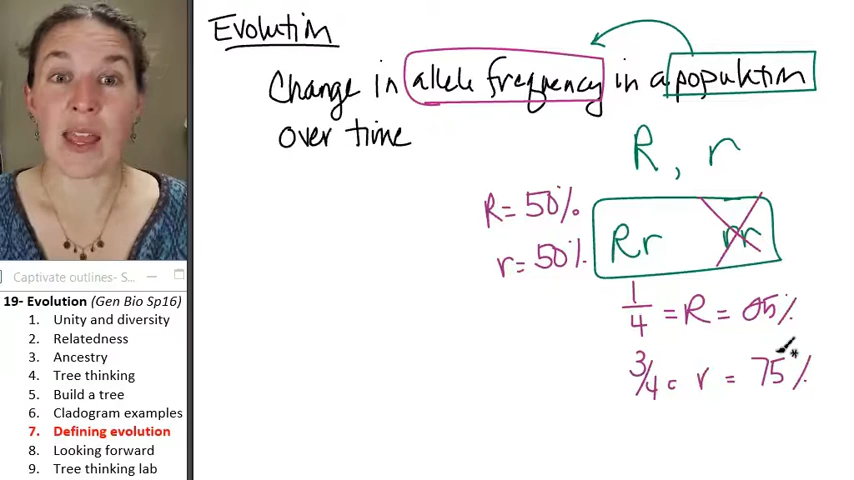 Evolution
Change in allele frequency in a population
over time
R, r
R = 50%
r = 50%
Rr rr
1/4 = R = 25%
3/4 = r = 75%
Captivate outlines- S...
19- Evolution (Gen Bio Sp16)
1. Unity and diversity
2. Relatedness
3. Ancestry
4. Tree thinking
5. Build a tree
6. Cladogram examples
7. Defining evolution
8. Looking forward
9. Tree thinking lab